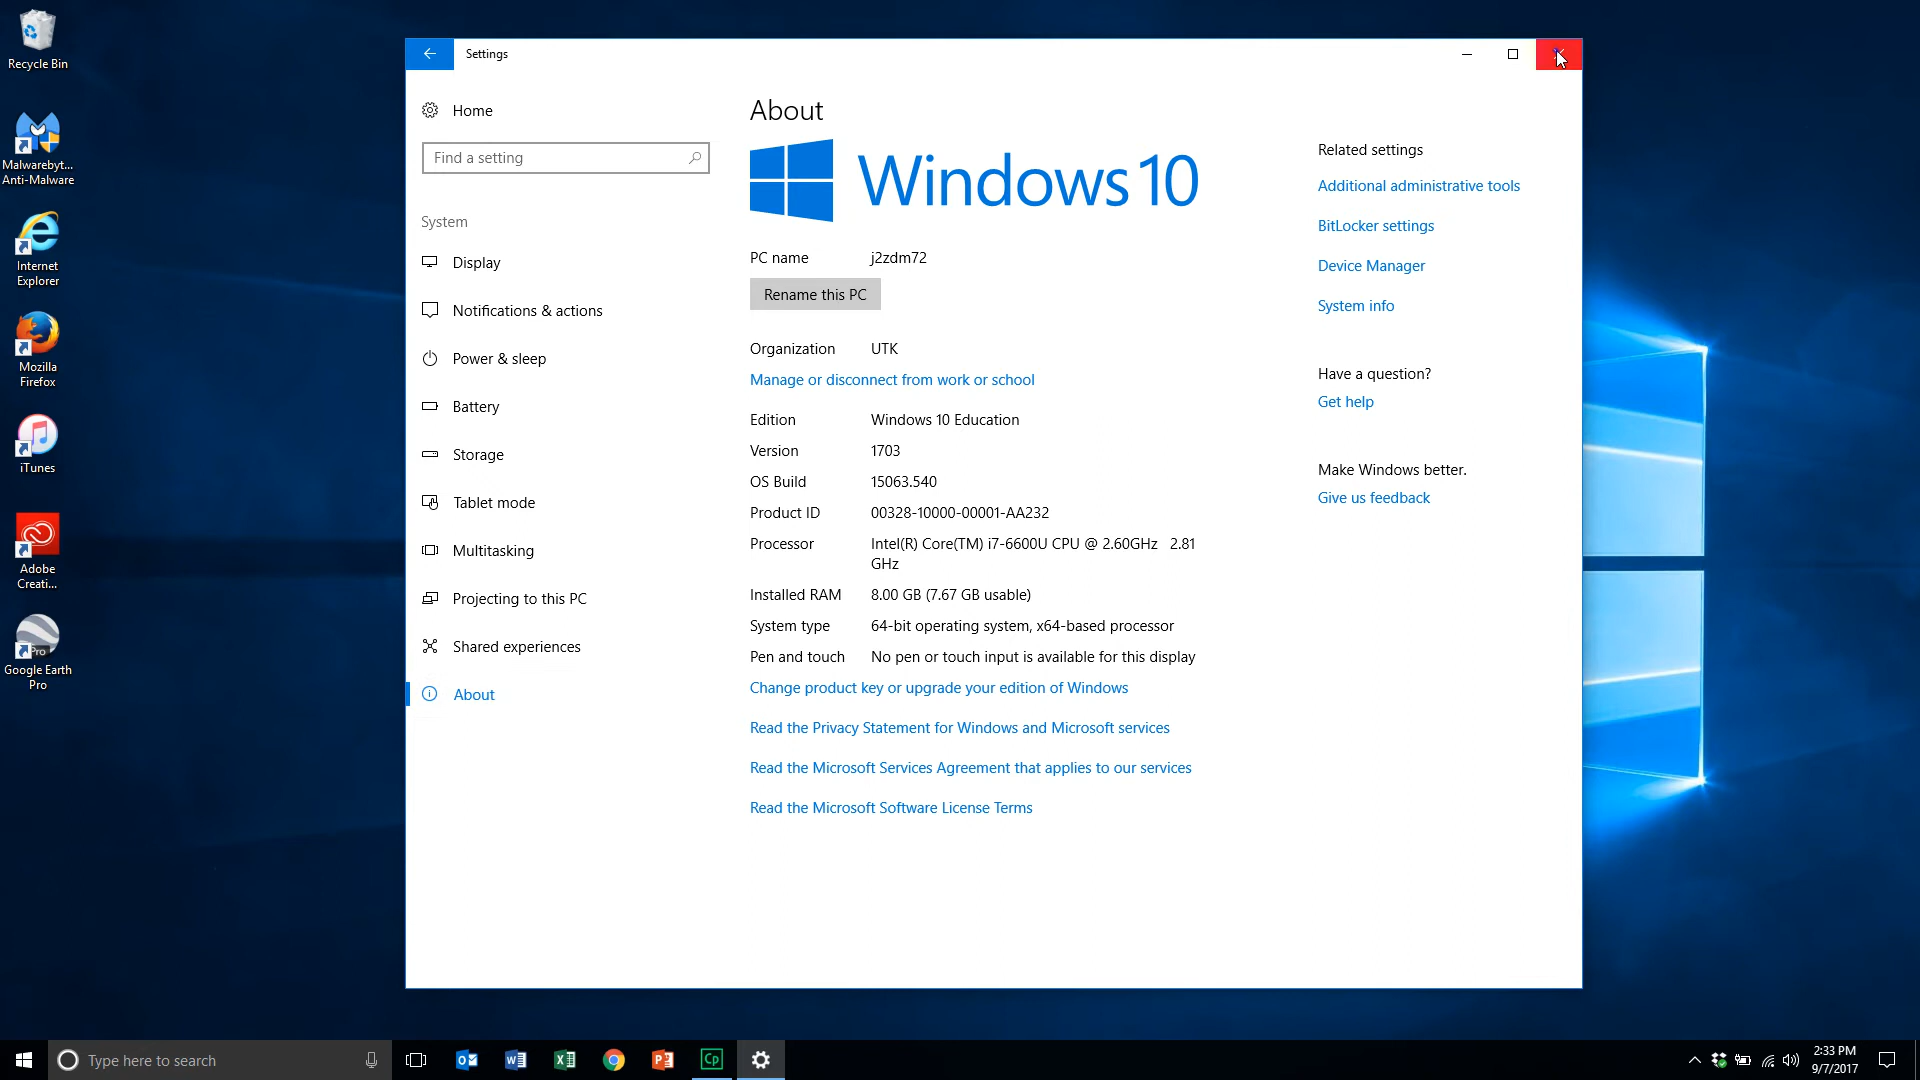 Recycle Bin
Malwarebyt...
Anti-Malware
Internet
Explorer
Mozilla
Firefox
iTunes
Adobe
Creati...
Google Earth
Pro
Settings
Home
Find a setting
System
Display
Notifications & actions
Power & sleep
Battery
Storage
Tablet mode
Multitasking
Projecting to this PC
Shared experiences
About
About
Windows 10
PC name j2zdm72
Rename this PC
Organization UTK
Manage or disconnect from work or school
Edition Windows 10 Education
Version 1703
OS Build 15063.540
Product ID 00328-10000-00001-AA232
Processor Intel(R) Core(TM) i7-6600U CPU @ 2.60GHz 2.81
GHz
Installed RAM 8.00 GB (7.67 GB usable)
System type 64-bit operating system, x64-based processor
Pen and touch No pen or touch input is available for this display
Change product key or upgrade your edition of Windows
Read the Privacy Statement for Windows and Microsoft services
Read the Microsoft Services Agreement that applies to our services
Read the Microsoft Software License Terms
Related settings
Additional administrative tools
BitLocker settings
Device Manager
System info
Have a question?
Get help
Make Windows better.
Give us feedback
Type here to search
2:33 PM
9/7/2017